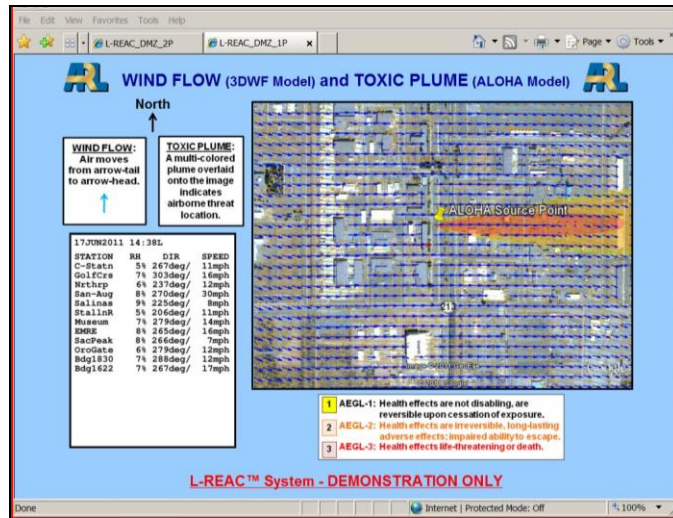 File Edit View Favorites Tools Help
L-REAC_DMZ_2P
L-REAC_DMZ_1P
Page Tools
ARL WIND FLOW (3DWF Model) and TOXIC PLUME (ALOHA Model) ARL
North
WIND FLOW:
Air moves
from arrow-tail
to arrow-head.
TOXIC PLUME:
A multi-colored
plume overlaid
onto the image
indicates
airborne threat
location.
ALOHA Source Point
17JUN2011 14:38L
STATION RH DIR SPEED
C-Statn 5% 267deg/ 11mph
GolfCrs 7% 303deg/ 16mph
Nrthrp 6% 237deg/ 12mph
San-Aug 8% 270deg/ 30mph
Salinas 9% 225deg/ 8mph
StallnR 5% 206deg/ 11mph
Museum 7% 279deg/ 14mph
EMRE 8% 265deg/ 16mph
SacPeak 8% 266deg/ 7mph
OroGate 6% 279deg/ 12mph
Bdg1830 7% 288deg/ 12mph
Bdg1622 7% 267deg/ 17mph
Google
1 AEGL-1: Health effects are not disabling, are
reversible upon cessation of exposure.
2 AEGL-2: Health effects are irreversible, long-lasting
adverse effects; impaired ability to escape.
3 AEGL-3: Health effects life-threatening or death.
L-REAC™ System - DEMONSTRATION ONLY
Done
Internet | Protected Mode: Off
100%